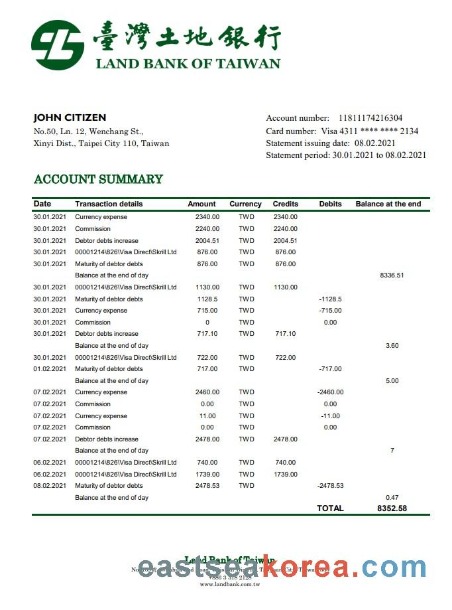 臺灣土地銀行
LAND BANK OF TAIWAN
JOHN CITIZEN
No.50, Ln. 12, Wenchang St.,
Xinyi Dist., Taipei City 110, Taiwan
Account number: 11811174216304
Card number: Visa 4311 **** **** 2134
Statement issuing date: 08.02.2021
Statement period: 30.01.2021 to 08.02.2021
ACCOUNT SUMMARY
Date Transaction details Amount Currency Credits Debits Balance at the end
30.01.2021 Currency expense 2340.00 TWD 2340.00
30.01.2021 Commission 2240.00 TWD 2240.00
30.01.2021 Debtor debts increase 2004.51 TWD 2004.51
30.01.2021 00001214\826\Visa Direct\Skrill Ltd 876.00 TWD 876.00
30.01.2021 Maturity of debtor debts 876.00 TWD 876.00
Balance at the end of day 8336.51
30.01.2021 00001214\826\Visa Direct\Skrill Ltd 1130.00 TWD 1130.00
30.01.2021 Maturity of debtor debts 1128.5 TWD -1128.5
30.01.2021 Currency expense 715.00 TWD -715.00
30.01.2021 Commission 0 TWD 0.00
30.01.2021 Debtor debts increase 717.10 TWD 717.10
Balance at the end of day 3.60
30.01.2021 00001214\826\Visa Direct\Skrill Ltd 722.00 TWD 722.00
01.02.2021 Maturity of debtor debts 717.00 TWD -717.00
Balance at the end of day 5.00
07.02.2021 Currency expense 2460.00 TWD -2460.00
07.02.2021 Commission 0.00 TWD 0.00
07.02.2021 Currency expense 11.00 TWD -11.00
07.02.2021 Commission 0.00 TWD 0.00
07.02.2021 Debtor debts increase 2478.00 TWD 2478.00
Balance at the end of day 7
06.02.2021 00001214\826\Visa Direct\Skrill Ltd 740.00 TWD 740.00
06.02.2021 00001214\826\Visa Direct\Skrill Ltd 1739.00 TWD 1739.00
08.02.2021 Maturity of debtor debts 2478.53 TWD -2478.53
Balance at the end of day 0.47
TOTAL 8352.58
Land Bank of Taiwan
eastseakorea.com
www.landbank.com.tw